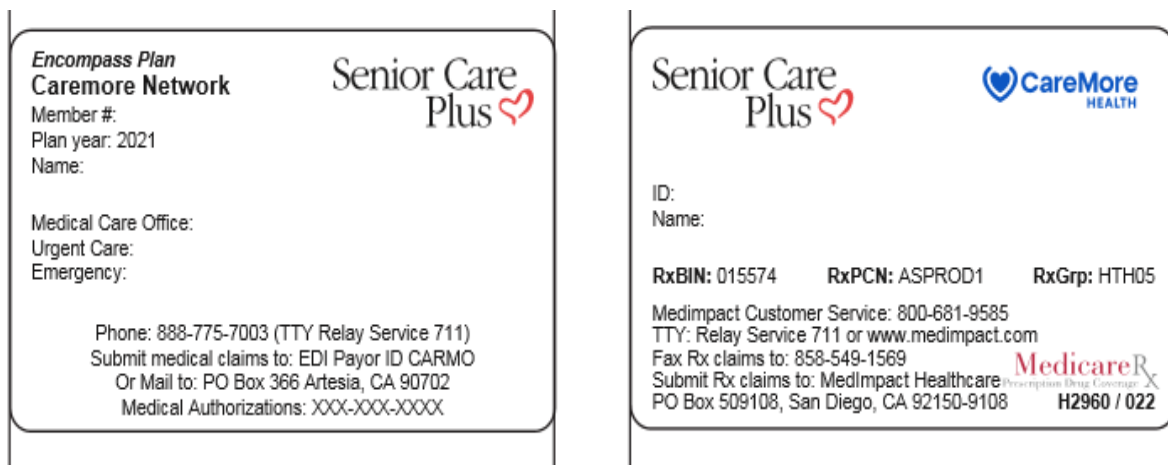 Encompass Plan
Caremore Network
Member #:
Plan year: 2021
Name:
Senior Care
Plus
Medical Care Office:
Urgent Care:
Emergency:
Phone: 888-775-7003 (TTY Relay Service 711)
Submit medical claims to: EDI Payor ID CARMO
Or Mail to: PO Box 366 Artesia, CA 90702
Medical Authorizations: XXX-XXX-XXXX
Senior Care
Plus
CareMore
HEALTH
ID:
Name:
RxBIN: 015574 RxPCN: ASPROD1 RxGrp: HTH05
Medimpact Customer Service: 800-681-9585
TTY: Relay Service 711 or www.medimpact.com
Fax Rx claims to: 858-549-1569
Submit Rx claims to: MedImpact Healthcare
PO Box 509108, San Diego, CA 92150-9108
MedicareRx
Prescription Drug Coverage
H2960 / 022